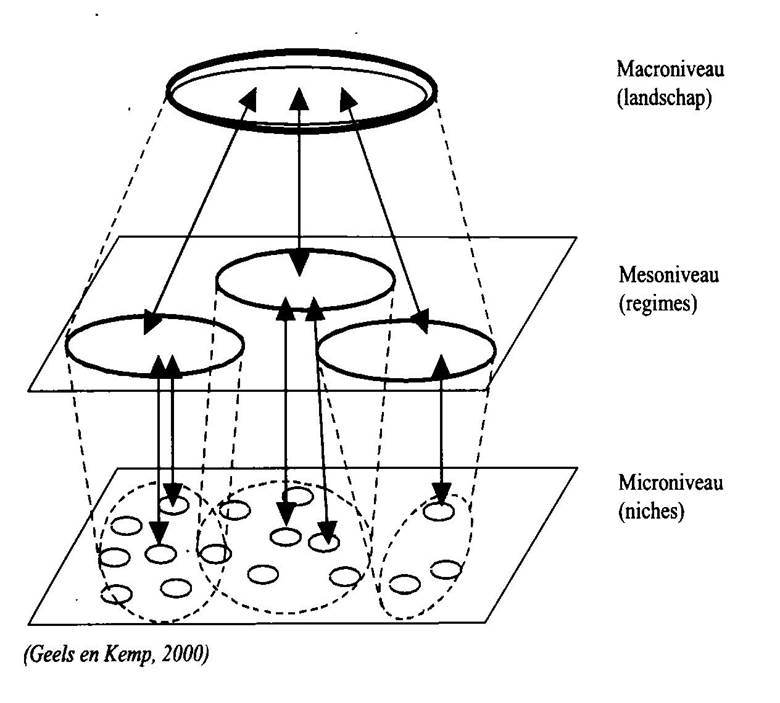 Macroniveau
(landschap)
Mesoniveau
(regimes)
Microniveau
(niches)
(Geels en Kemp, 2000)